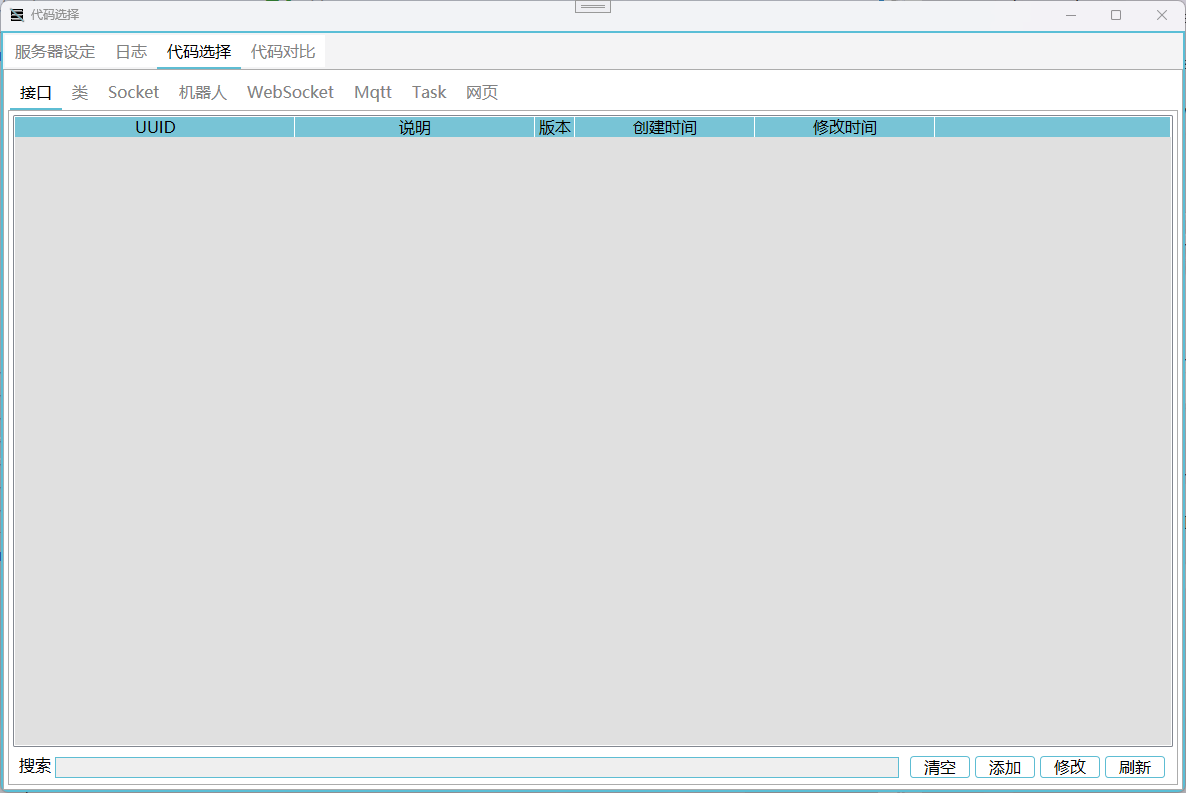 代码选择
服务器设定 日志 代码选择 代码对比
接口 类 Socket 机器人 WebSocket Mqtt Task 网页
UUID 说明 版本 创建时间 修改时间
搜索 清空 添加 修改 刷新